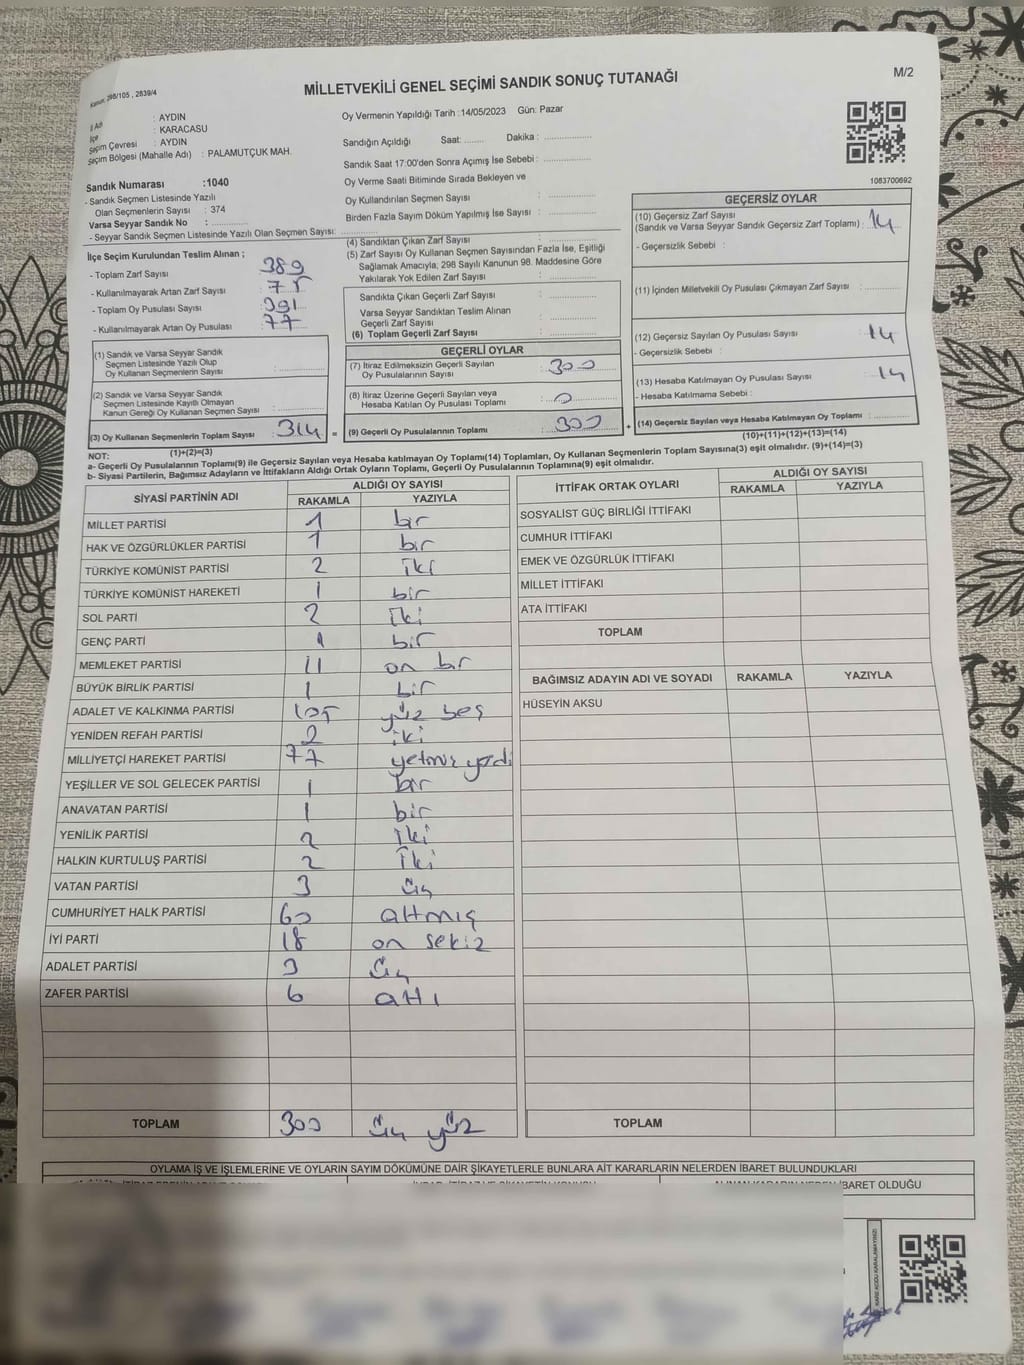 Kanun: 298/105, 2839/4
MİLLETVEKİLİ GENEL SEÇİMİ SANDIK SONUÇ TUTANAĞI
M/2
İl Adı : AYDIN
İlçe : KARACASU
Seçim Çevresi : AYDIN
Seçim Bölgesi (Mahalle Adı) : PALAMUTÇUK MAH.
Sandık Numarası :1040
- Sandık Seçmen Listesinde Yazılı
Olan Seçmenlerin Sayısı : 374
Varsa Seyyar Sandık No :
- Seyyar Sandık Seçmen Listesinde Yazılı Olan Seçmen Sayısı:
Oy Vermenin Yapıldığı Tarih :14/05/2023 Gün: Pazar
Sandığın Açıldığı Saat: Dakika :
Sandık Saat 17:00'den Sonra Açımış İse Sebebi :
Oy Verme Saati Bitiminde Sırada Bekleyen ve
Oy Kullandırılan Seçmen Sayısı :
Birden Fazla Sayım Döküm Yapılmış İse Sayısı :
1083700692
İlçe Seçim Kurulundan Teslim Alınan ;
- Toplam Zarf Sayısı : 389
- Kullanılmayarak Artan Zarf Sayısı : 75
- Toplam Oy Pusulası Sayısı : 391
- Kullanılmayarak Artan Oy Pusulası : 77
(1) Sandık ve Varsa Seyyar Sandık
Seçmen Listesinde Yazılı Olup
Oy Kullanan Seçmenlerin Sayısı :
(2) Sandık ve Varsa Seyyar Sandık
Seçmen Listesinde Kayıtlı Olmayan
Kanun Gereği Oy Kullanan Seçmen Sayısı :
(3) Oy Kullanan Seçmenlerin Toplam Sayısı : 314
(1)+(2)=(3)
(4) Sandıktan Çıkan Zarf Sayısı :
(5) Zarf Sayısı Oy Kullanan Seçmen Sayısından Fazla İse, Eşitliği
Sağlamak Amacıyla, 298 Sayılı Kanunun 98. Maddesine Göre
Yakılarak Yok Edilen Zarf Sayısı :
Sandıkta Çıkan Geçerli Zarf Sayısı :
Varsa Seyyar Sandıktan Teslim Alınan
Geçerli Zarf Sayısı :
(6) Toplam Geçerli Zarf Sayısı :
GEÇERLİ OYLAR
(7) İtiraz Edilmeksizin Geçerli Sayılan
Oy Pusulalarının Sayısı : 300
(8) İtiraz Üzerine Geçerli Sayılan veya
Hesaba Katılan Oy Pusulası Toplamı : 0
= (9) Geçerli Oy Pusulalarının Toplamı : 300 +
GEÇERSİZ OYLAR
(10) Geçersiz Zarf Sayısı
(Sandık ve Varsa Seyyar Sandık Geçersiz Zarf Toplamı) : 14
- Geçersizlik Sebebi :
(11) İçinden Milletvekili Oy Pusulası Çıkmayan Zarf Sayısı :
(12) Geçersiz Sayılan Oy Pusulası Sayısı : 14
- Geçersizlik Sebebi :
(13) Hesaba Katılmayan Oy Pusulası Sayısı : 14
- Hesaba Katılmama Sebebi :
(14) Geçersiz Sayılan veya Hesaba Katılmayan Oy Toplamı :
(10)+(11)+(12)+(13)=(14)
NOT:
a- Geçerli Oy Pusulasının Toplamı(9) ile Geçersiz Sayılan veya Hesaba katılmayan Oy Toplamı(14) Toplamları, Oy Kullanan Seçmenlerin Toplam Sayısına(3) eşit olmalıdır. (9)+(14)=(3)
b- Siyasi Partilerin, Bağımsız Adayların ve İttifakların Aldığı Ortak Oyların Toplamı, Geçerli Oy Pusulasının Toplamına(9) eşit olmalıdır.
SİYASİ PARTİNİN ADI ALDIĞI OY SAYISI
RAKAMLA YAZIYLA
MİLLET PARTİSİ 1 bir
HAK VE ÖZGÜRLÜKLER PARTİSİ 1 bir
TÜRKİYE KOMÜNİST PARTİSİ 2 iki
TÜRKİYE KOMÜNİST HAREKETİ 1 bir
SOL PARTİ 2 iki
GENÇ PARTİ 1 bir
MEMLEKET PARTİSİ 11 on bir
BÜYÜK BİRLİK PARTİSİ 1 bir
ADALET VE KALKINMA PARTİSİ 105 yüz beş
YENİDEN REFAH PARTİSİ 2 iki
MİLLİYETÇİ HAREKET PARTİSİ 77 yetmiş yedi
YEŞİLLER VE SOL GELECEK PARTİSİ 1 bir
ANAVATAN PARTİSİ 1 bir
YENİLİK PARTİSİ 2 iki
HALKIN KURTULUŞ PARTİSİ 2 iki
VATAN PARTİSİ 3 üç
CUMHURİYET HALK PARTİSİ 60 altmış
İYİ PARTİ 18 on sekiz
ADALET PARTİSİ 3 üç
ZAFER PARTİSİ 6 altı
TOPLAM 300 üç yüz
İTTİFAK ORTAK OYLARI ALDIĞI OY SAYISI
RAKAMLA YAZIYLA
SOSYALİST GÜÇ BİRLİĞİ İTTİFAKI
CUMHUR İTTİFAKI
EMEK VE ÖZGÜRLÜK İTTİFAKI
MİLLET İTTİFAKI
ATA İTTİFAKI
TOPLAM
BAĞIMSIZ ADAYIN ADI VE SOYADI RAKAMLA YAZIYLA
HÜSEYİN AKSU
TOPLAM
OYLAMA İŞ VE İŞLEMLERİNE VE OYLARIN SAYIM DÖKÜMÜNE DAİR ŞİKAYETLERLE BUNLARA AİT KARARLARIN NELERDEN İBARET BULUNDUKLARI
İBARET OLDUĞU